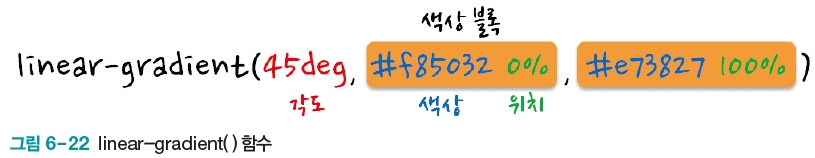 색상 블록
linear-gradient(45deg, #f85032 0%, #e73827 100%)
각도 색상 위치
그림 6-22 linear-gradient( ) 함수